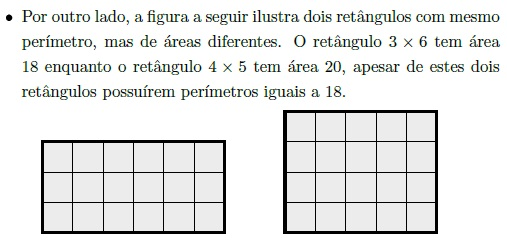 • Por outro lado, a figura a seguir ilustra dois retângulos com mesmo
perímetro, mas de áreas diferentes. O retângulo 3 × 6 tem área
18 enquanto o retângulo 4 × 5 tem área 20, apesar de estes dois
retângulos possuírem perímetros iguais a 18.